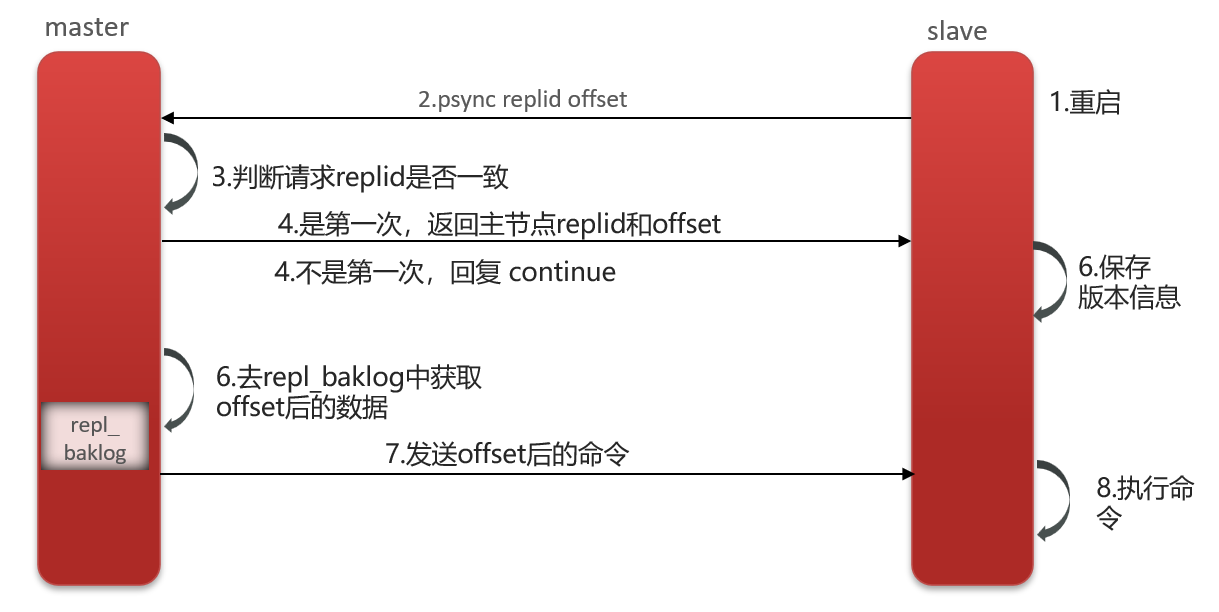 master
slave
2.psync replid offset
1.重启
3.判断请求replid是否一致
4.是第一次，返回主节点replid和offset
4.不是第一次，回复 continue
6.保存
版本信息
6.去repl_baklog中获取
offset后的数据
repl_
baklog
7.发送offset后的命令
8.执行命
令